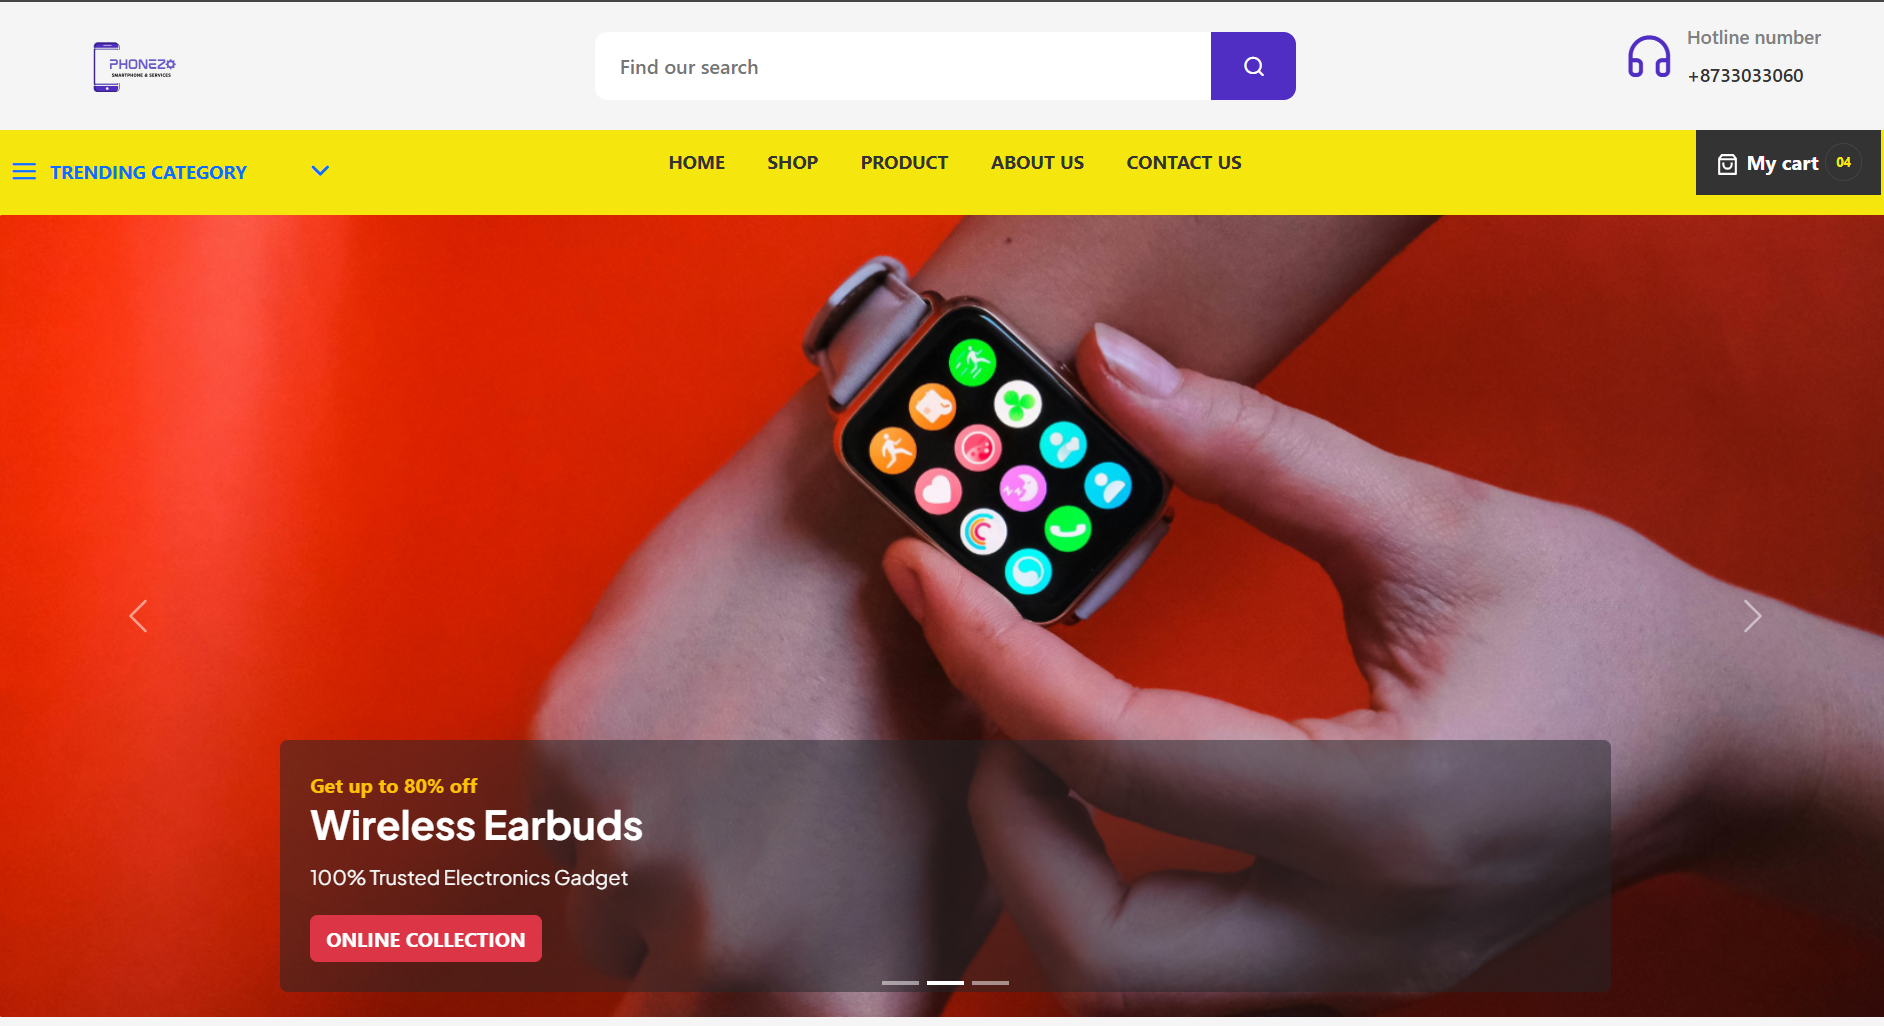 PHONEZO
SMARTPHONE & SERVICES
Find our search
Hotline number
+8733033060
TRENDING CATEGORY
HOME
SHOP
PRODUCT
ABOUT US
CONTACT US
My cart 04
Get up to 80% off
Wireless Earbuds
100% Trusted Electronics Gadget
ONLINE COLLECTION